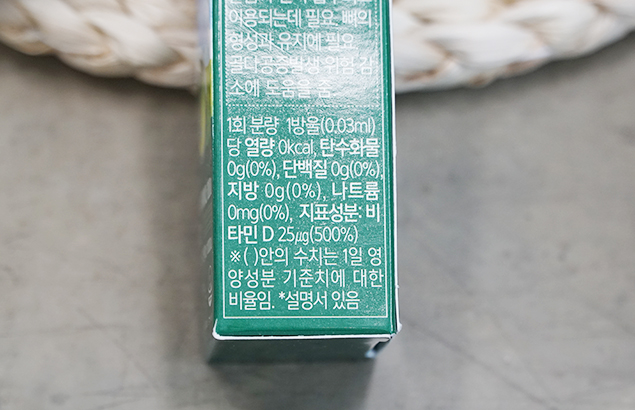 이용되는데 필요, 뼈의
형성과 유지에 필요,
골다공증발생 위험 감
소에 도움을 줌
1회 분량 1방울(0.03ml)
당 열량 0kcal, 탄수화물
0g(0%), 단백질 0g(0%),
지방 0g(0%), 나트륨
0mg(0%), 지표성분: 비
타민 D 25㎍(500%)
※( )안의 수치는 1일 영
양성분 기준치에 대한
비율임. *설명서 있음